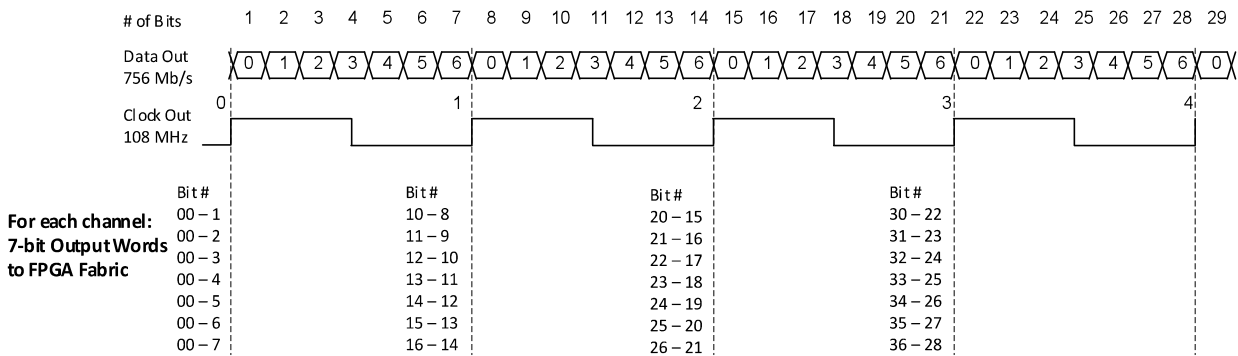 # of Bits 1 2 3 4 5 6 7 8 9 10 11 12 13 14 15 16 17 18 19 20 21 22 23 24 25 26 27 28 29
Data Out 0 1 2 3 4 5 6 0 1 2 3 4 5 6 0 1 2 3 4 5 6 0 1 2 3 4 5 6 0
756 Mb/s
0 1 2 3 4
Clock Out
108 MHz
For each channel:
7-bit Output Words
to FPGA Fabric
Bit #
00 – 1
00 – 2
00 – 3
00 – 4
00 – 5
00 – 6
00 – 7
Bit #
10 – 8
11 – 9
12 – 10
13 – 11
14 – 12
15 – 13
16 – 14
Bit #
20 – 15
21 – 16
22 – 17
23 – 18
24 – 19
25 – 20
26 – 21
Bit #
30 – 22
31 – 23
32 – 24
33 – 25
34 – 26
35 – 27
36 – 28